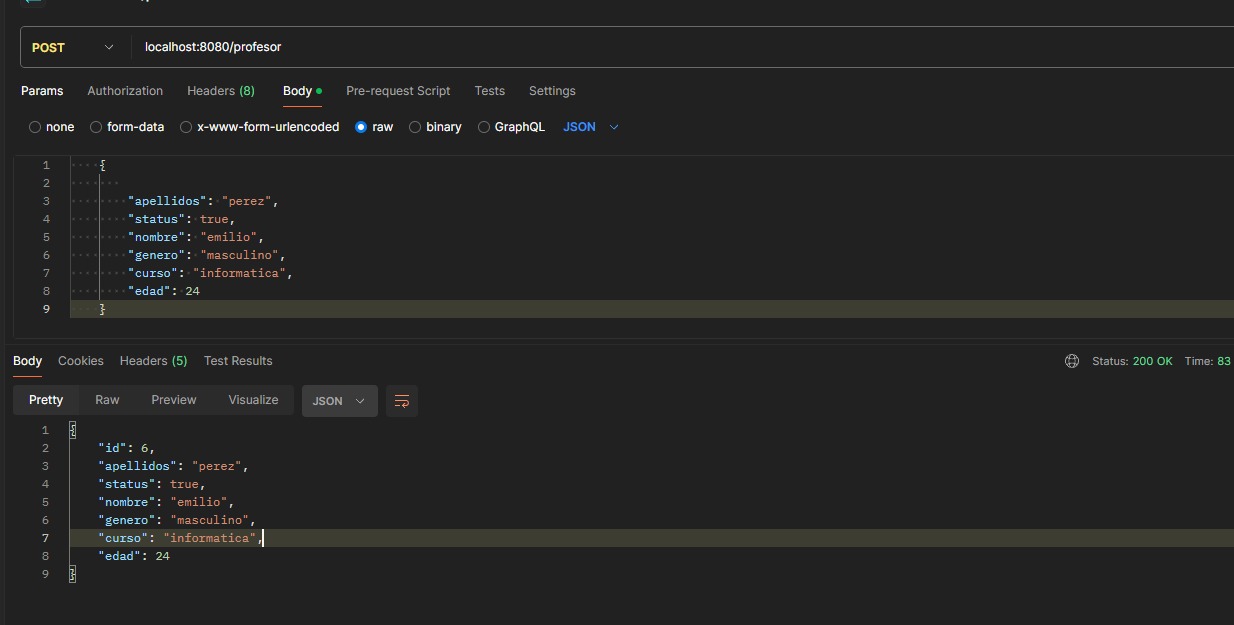 POST localhost:8080/profesor
Params Authorization Headers (8) Body Pre-request Script Tests Settings
none form-data x-www-form-urlencoded raw binary GraphQL JSON
1 {
2
3 "apellidos": "perez",
4 "status": true,
5 "nombre": "emilio",
6 "genero": "masculino",
7 "curso": "informatica",
8 "edad": 24
9 }
Body Cookies Headers (5) Test Results Status: 200 OK Time: 83
Pretty Raw Preview Visualize JSON
1 {
2 "id": 6,
3 "apellidos": "perez",
4 "status": true,
5 "nombre": "emilio",
6 "genero": "masculino",
7 "curso": "informatica",
8 "edad": 24
9 }